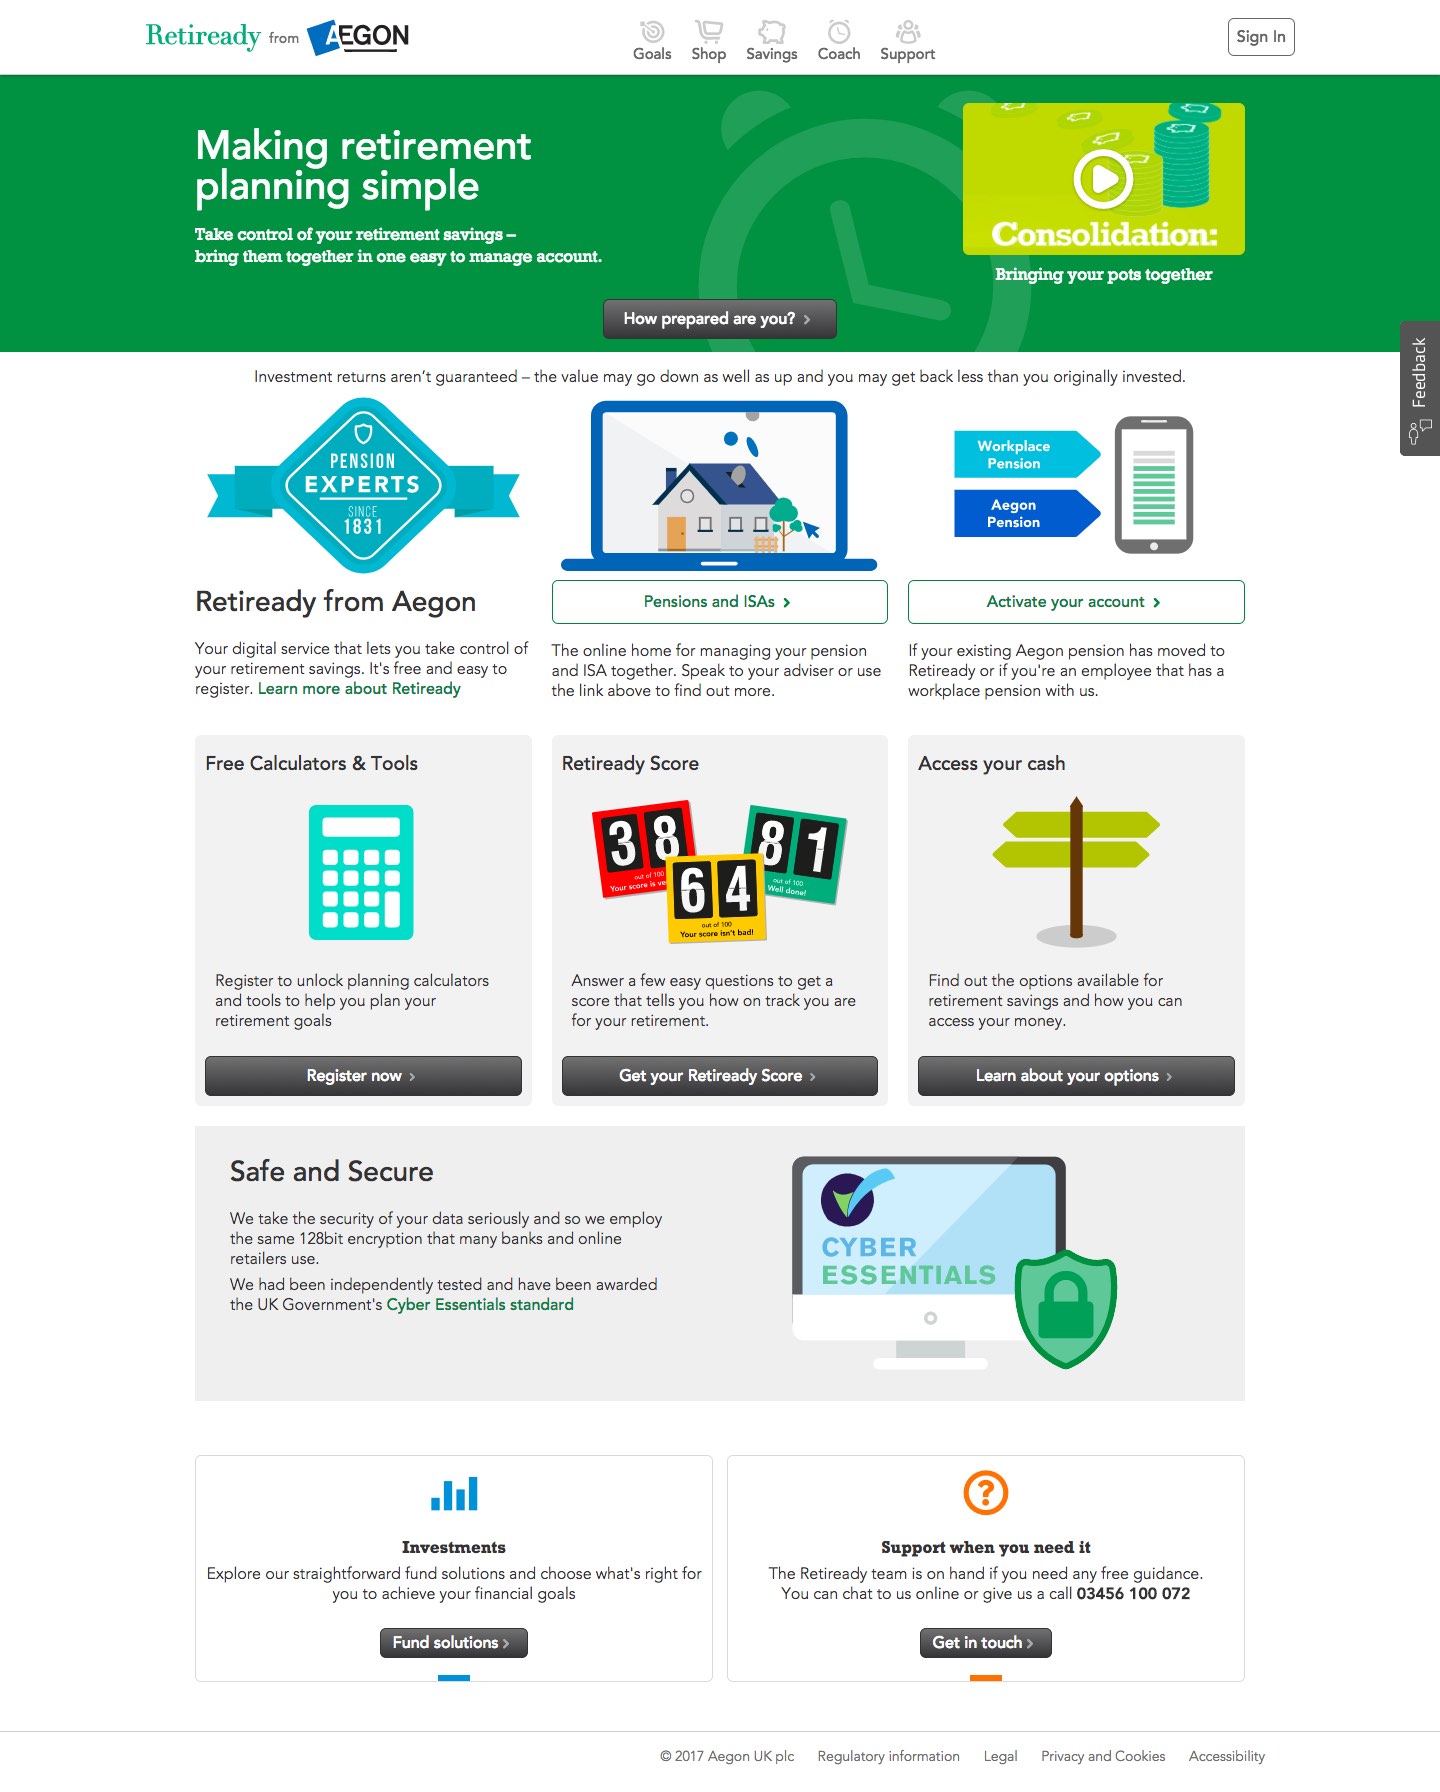 Retiready from AEGON
Goals
Shop
Savings
Coach
Support
Sign In
Making retirement
planning simple
Take control of your retirement savings –
bring them together in one easy to manage account.
Consolidation:
Bringing your pots together
How prepared are you?
Feedback
Investment returns aren't guaranteed – the value may go down as well as up and you may get back less than you originally invested.
PENSION
EXPERTS
SINCE
1831
Workplace
Pension
Aegon
Pension
Retiready from Aegon
Your digital service that lets you take control of
your retirement savings. It's free and easy to
register. Learn more about Retiready
Pensions and ISAs
The online home for managing your pension
and ISA together. Speak to your adviser or use
the link above to find out more.
Activate your account
If your existing Aegon pension has moved to
Retiready or if you're an employee that has a
workplace pension with us.
Free Calculators & Tools
Register to unlock planning calculators
and tools to help you plan your
retirement goals
Register now
Retiready Score
38
out of 100
Your score is ve
64
out of 100
Your score isn't bad!
81
out of 100
Well done!
Answer a few easy questions to get a
score that tells you how on track you are
for your retirement.
Get your Retiready Score
Access your cash
Find out the options available for
retirement savings and how you can
access your money.
Learn about your options
Safe and Secure
We take the security of your data seriously and so we employ
the same 128bit encryption that many banks and online
retailers use.
We had been independently tested and have been awarded
the UK Government's Cyber Essentials standard
CYBER
ESSENTIALS
Investments
Explore our straightforward fund solutions and choose what's right for
you to achieve your financial goals
Fund solutions
Support when you need it
The Retiready team is on hand if you need any free guidance.
You can chat to us online or give us a call 03456 100 072
Get in touch
© 2017 Aegon UK plc
Regulatory information
Legal
Privacy and Cookies
Accessibility